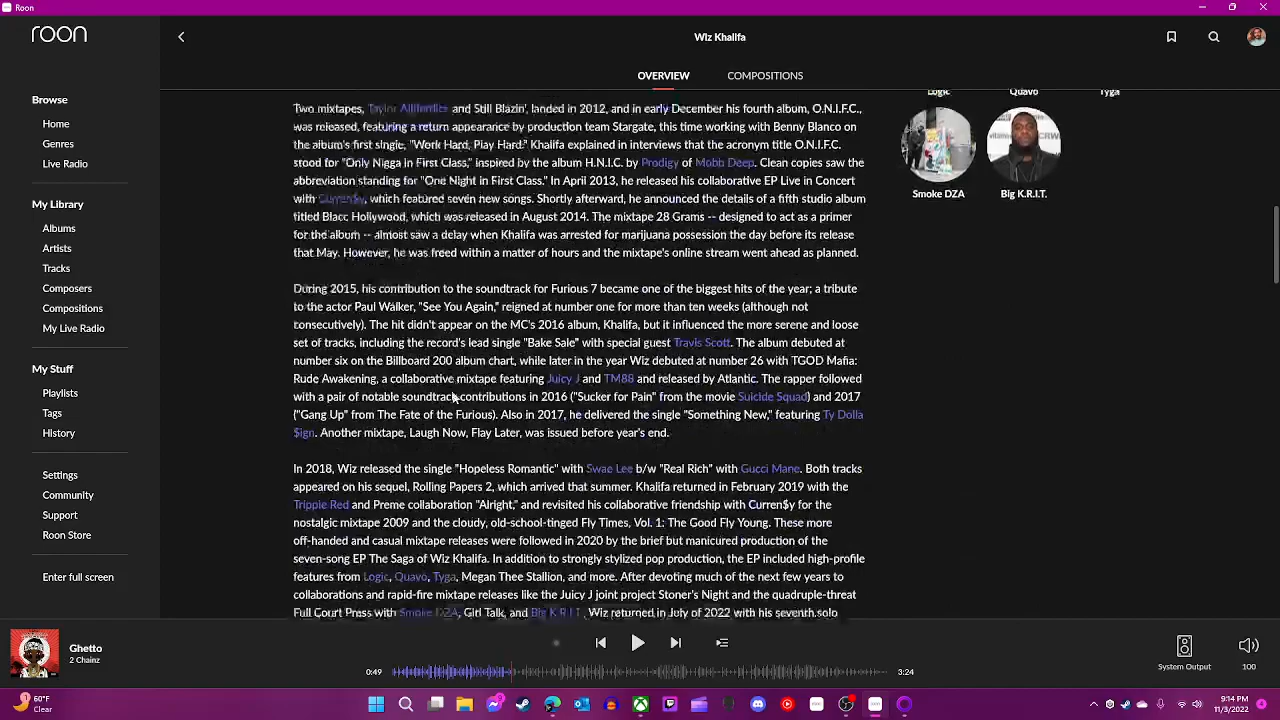 Roon
roon
Wiz Khalifa
OVERVIEW
COMPOSITIONS
Browse
Home
Genres
Live Radio
My Library
Albums
Artists
Tracks
Composers
Compositions
My Live Radio
My Stuff
Playlists
Tags
History
Settings
Community
Support
Roon Store
Enter full screen
Two mixtapes, Taylor Allderdice and Still Blazin', landed in 2012, and in early December his fourth album, O.N.I.F.C.,
was released, featuring a return appearance by production team Stargate, this time working with Benny Blanco on
the album's first single, "Work Hard, Play Hard." Khalifa explained in interviews that the acronym title O.N.I.F.C.
stood for "Only Nigga in First Class," inspired by the album H.N.I.C. by Prodigy of Mobb Deep. Clean copies saw the
abbreviation standing for "One Night in First Class." In April 2013, he released his collaborative EP Live in Concert
with Curren$y, which featured seven new songs. Shortly afterward, he announced the details of a fifth studio album
titled Blacc Hollywood, which was released in August 2014. The mixtape 28 Grams -- designed to act as a primer
for the album -- almost saw a delay when Khalifa was arrested for marijuana possession the day before its release
that May. However, he was freed within a matter of hours and the mixtape's online stream went ahead as planned.
During 2015, his contribution to the soundtrack for Furious 7 became one of the biggest hits of the year; a tribute
to the actor Paul Walker, "See You Again," reigned at number one for more than ten weeks (although not
consecutively). The hit didn't appear on the MC's 2016 album, Khalifa, but it influenced the more serene and loose
set of tracks, including the record's lead single "Bake Sale" with special guest Travis Scott. The album debuted at
number six on the Billboard 200 album chart, while later in the year Wiz debuted at number 26 with TGOD Mafia:
Rude Awakening, a collaborative mixtape featuring Juicy J and TM88 and released by Atlantic. The rapper followed
with a pair of notable soundtrack contributions in 2016 ("Sucker for Pain" from the movie Suicide Squad) and 2017
("Gang Up" from The Fate of the Furious). Also in 2017, he delivered the single "Something New," featuring Ty Dolla
$ign. Another mixtape, Laugh Now, Flay Later, was issued before year's end.
In 2018, Wiz released the single "Hopeless Romantic" with Swae Lee b/w "Real Rich" with Gucci Mane. Both tracks
appeared on his sequel, Rolling Papers 2, which arrived that summer. Khalifa returned in February 2019 with the
Trippie Red and Preme collaboration "Alright," and revisited his collaborative friendship with Curren$y for the
nostalgic mixtape 2009 and the cloudy, old-school-tinged Fly Times, Vol. 1: The Good Fly Young. These more
off-handed and casual mixtape releases were followed in 2020 by the brief but manicured production of the
seven-song EP The Saga of Wiz Khalifa. In addition to strongly stylized pop production, the EP included high-profile
features from Logic, Quavo, Tyga, Megan Thee Stallion, and more. After devoting much of the next few years to
collaborations and rapid-fire mixtape releases like the Juicy J joint project Stoner's Night and the quadruple-threat
Full Court Press with Smoke DZA, Girl Talk, and Big K.R.I.T., Wiz returned in July of 2022 with his seventh solo
Logic
Quavo
Tyga
Smoke DZA
Big K.R.I.T.
Ghetto
2 Chainz
0:49
3:24
System Output
100
60°F
Clear
9:14 PM
11/3/2022